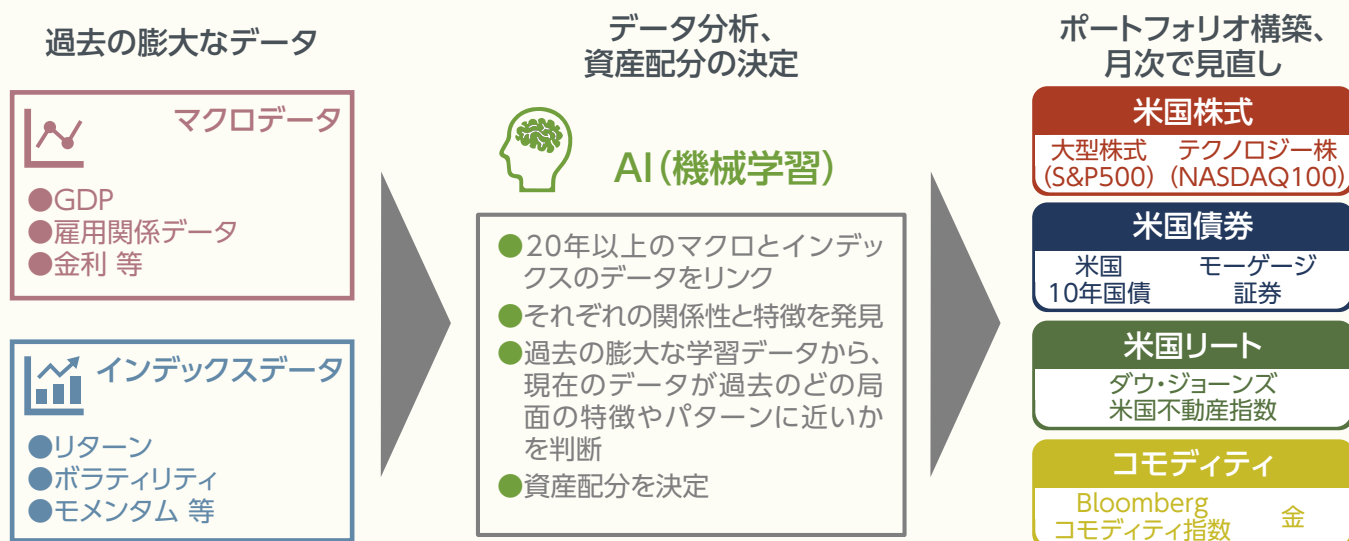 過去の膨大なデータ
マクロデータ
●GDP
●雇用関係データ
●金利 等
インデックスデータ
●リターン
●ボラティリティ
●モメンタム 等
データ分析、
資産配分の決定
AI(機械学習)
●20年以上のマクロとインデッ
クスのデータをリンク
●それぞれの関係性と特徴を発見
●過去の膨大な学習データから、
現在のデータが過去のどの局
面の特徴やパターンに近いか
を判断
●資産配分を決定
ポートフォリオ構築、
月次で見直し
米国株式
大型株式 テクノロジー株
(S&P500) (NASDAQ100)
米国債券
米国 モーゲージ
10年国債 証券
米国リート
ダウ・ジョーンズ
米国不動産指数
コモディティ
Bloomberg
コモディティ指数 金